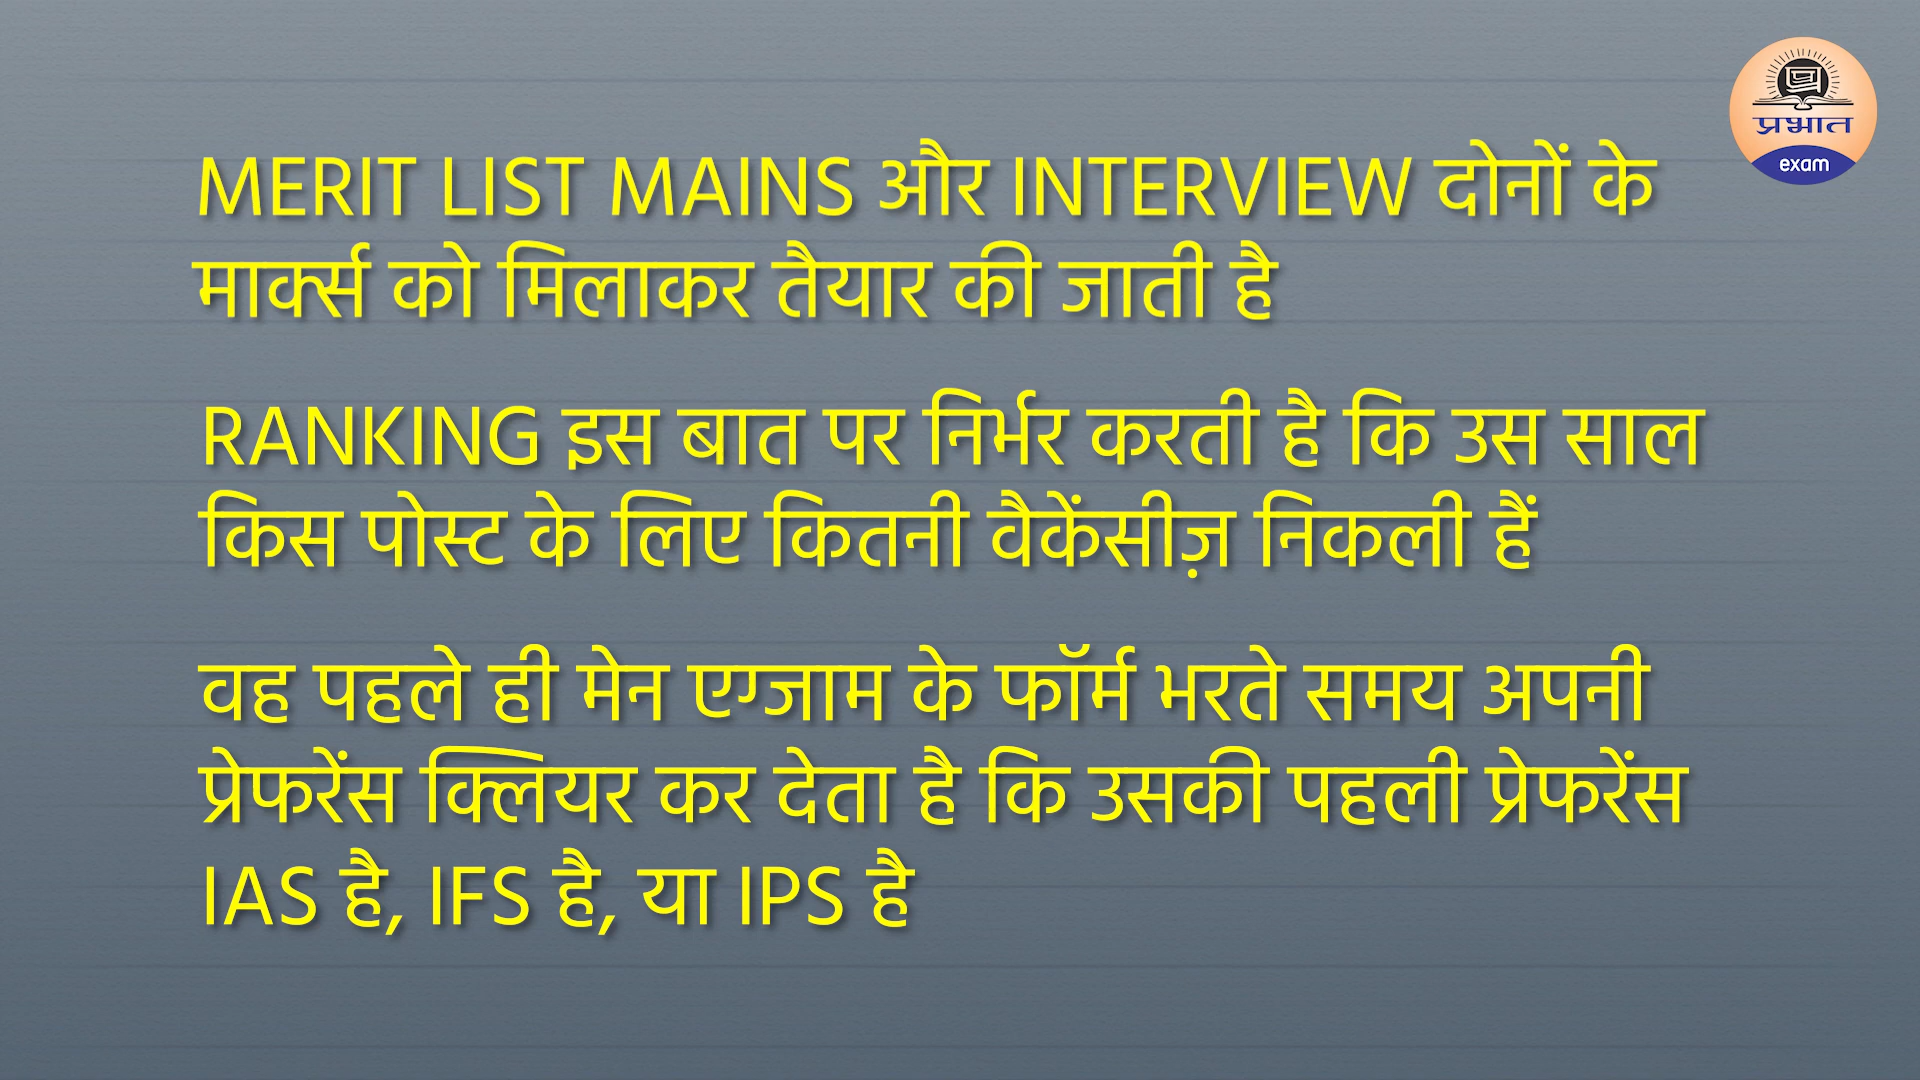 MERIT LIST MAINS और INTERVIEW दोनों के
मार्क्स को मिलाकर तैयार की जाती है
RANKING इस बात पर निर्भर करती है कि उस साल
किस पोस्ट के लिए कितनी वैकेंसीज़ निकली हैं
वह पहले ही मेन एग्जाम के फॉर्म भरते समय अपनी
प्रेफरेंस क्लियर कर देता है कि उसकी पहली प्रेफरेंस
IAS है, IFS है, या IPS है
प्रभात
exam